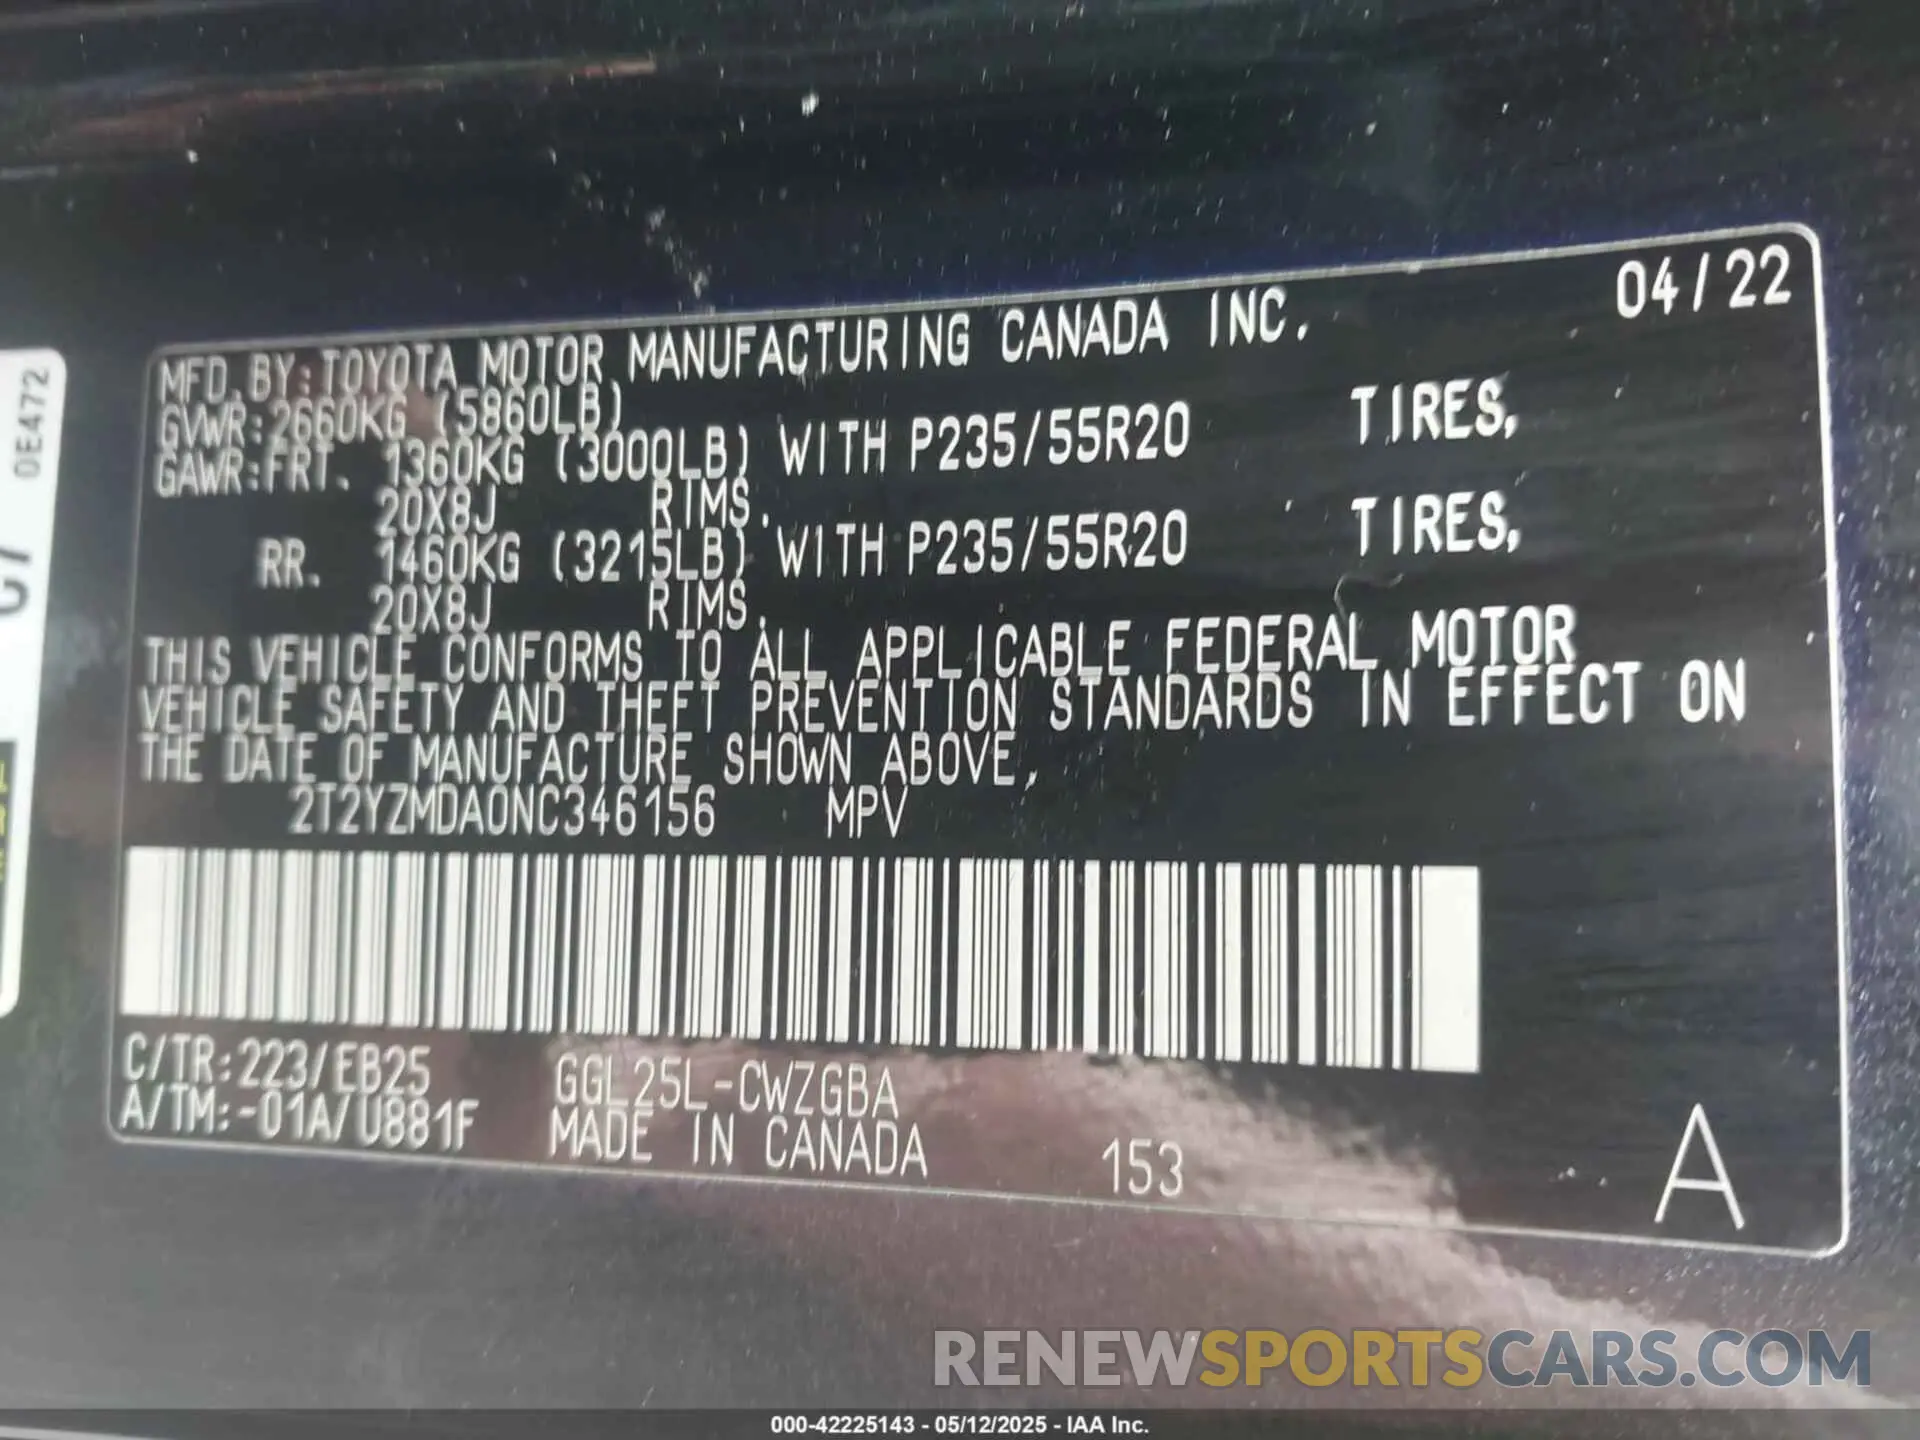 04/22
MFD. BY: TOYOTA MOTOR MANUFACTURING CANADA INC.
GVWR: 2660KG (5860LB)
GAWR: FRT. 1360KG (3000LB) WITH P235/55R20 TIRES,
20X8J RIMS.
RR. 1460KG (3215LB) WITH P235/55R20 TIRES,
20X8J RIMS.
THIS VEHICLE CONFORMS TO ALL APPLICABLE FEDERAL MOTOR
VEHICLE SAFETY AND THEFT PREVENTION STANDARDS IN EFFECT ON
THE DATE OF MANUFACTURE SHOWN ABOVE.
2T2YZMDA0NC346156 MPV
C/TR: 223/EB25 GGL25L-CWZGBA
A/TM: -01A/U881F MADE IN CANADA 153
A
0E472
RENEWSPORTSCARS.COM
000-42225143 - 05/12/2025 - IAA Inc.